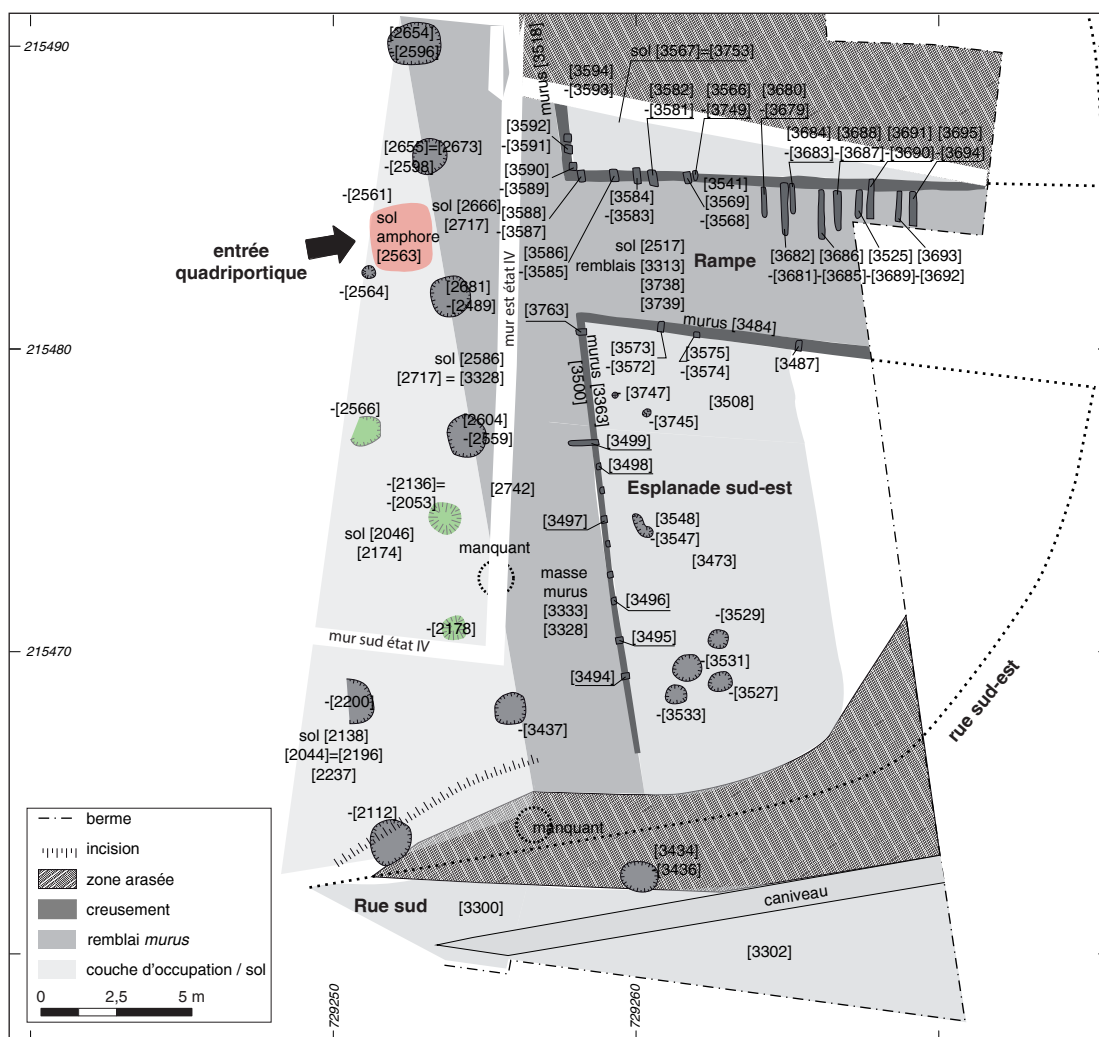 215490
[2654]
-[2596]
murus [3518]
sol [3567]=[3753]
[3594]
-[3593]
[3582]
-[3581]
[3566]
-[3749]
[3680]
-[3679]
[3592]
-[3591]
[3684]
-[3683]
[3688]
-[3687]
[3691]
-[3690]
[3695]
-[3694]
[2655]=[2673]
-[2598]
[3590]
-[3589]
-[2561]
sol
amphore
[2563]
sol [2666]
[2717]
[3588]
-[3587]
[3584]
-[3583]
[3541]
[3569]
-[3568]
entrée
quadriportique
[3586]
-[3585]
sol [2517]
remblais [3313]
[3738]
[3739]
Rampe
[3682]
-[3681]
[3686]
-[3685]
[3525]
-[3689]
[3693]
-[3692]
-[2564]
[2681]
-[2489]
mur est état IV
[3763]
murus [3484]
215480
sol [2586]
[2717] = [3328]
murus [3363]
[3500]
[3573]
-[3572]
[3575]
-[3574]
[3487]
-[3747]
-[3745]
[3508]
-[2566]
[2604]
-[2559]
[3499]
[3498]
-[2136]=
-[2053]
[2742]
Esplanade sud-est
[3497]
[3548]
-[3547]
sol [2046]
[2174]
manquant
[3473]
masse
murus
[3333]
[3328]
[3496]
-[3529]
-[2178]
mur sud état IV
[3495]
215470
-[3531]
[3494]
-[3527]
-[3533]
rue sud-est
-[2200]
sol [2138]
[2044]=[2196]
[2237]
-[3437]
-[2112]
manquant
[3434]
-[3436]
caniveau
Rue sud
[3300]
[3302]
berme
incision
zone arasée
creusement
remblai murus
couche d'occupation / sol
0 2,5 5 m
729250
729260